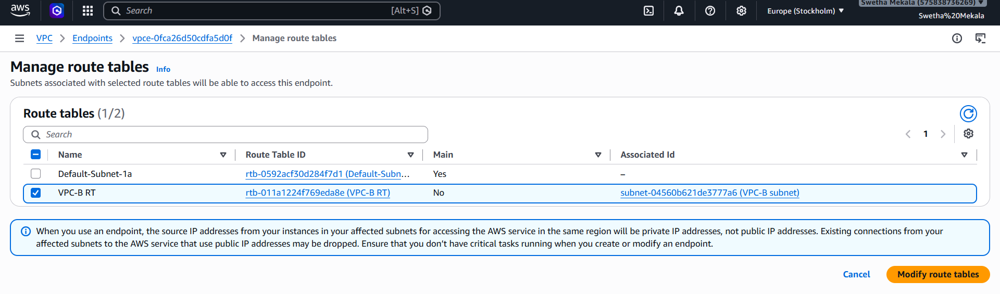 aws
Search [Alt+S]
Europe (Stockholm)
Swetha Mekala (575838736269)
Swetha%20Mekala
VPC > Endpoints > vpce-0fca26d50cdfa5d0f > Manage route tables
Manage route tables Info
Subnets associated with selected route tables will be able to access this endpoint.
Route tables (1/2)
Search
1
Name Route Table ID Main Associated Id
Default-Subnet-1a rtb-0592acf30d284f7d1 (Default-Subn... Yes –
VPC-B RT rtb-011a1224f769eda8e (VPC-B RT) No subnet-04560b621de3777a6 (VPC-B subnet)
When you use an endpoint, the source IP addresses from your instances in your affected subnets for accessing the AWS service in the same region will be private IP addresses, not public IP addresses. Existing connections from your
affected subnets to the AWS service that use public IP addresses may be dropped. Ensure that you don’t have critical tasks running when you create or modify an endpoint.
Cancel Modify route tables